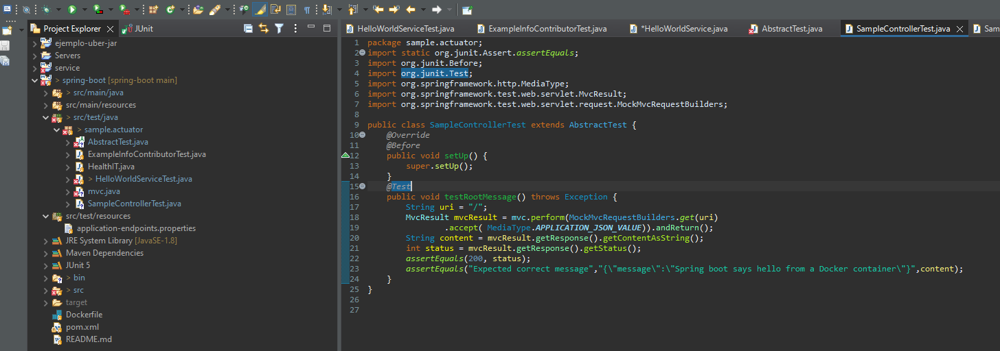 Project Explorer
JUnit
ejemplo-uber-jar
> Servers
service
> spring-boot [spring-boot main]
> src/main/java
src/main/resources
> src/test/java
> sample.actuator
AbstractTest.java
ExampleInfoContributorTest.java
HealthIT.java
> HelloWorldServiceTest.java
mvc.java
SampleControllerTest.java
src/test/resources
application-endpoints.properties
JRE System Library [JavaSE-1.8]
Maven Dependencies
JUnit 5
> bin
> src
target
Dockerfile
pom.xml
README.md
HelloWorldServiceTest.java
ExampleInfoContributorTest.java
*HelloWorldService.java
AbstractTest.java
SampleControllerTest.java
Sam
1 package sample.actuator;
2 import static org.junit.Assert.assertEquals;
3 import org.junit.Before;
4 import org.junit.Test;
5 import org.springframework.http.MediaType;
6 import org.springframework.test.web.servlet.MvcResult;
7 import org.springframework.test.web.servlet.request.MockMvcRequestBuilders;
8
9 public class SampleControllerTest extends AbstractTest {
10 @Override
11 @Before
12 public void setUp() {
13 super.setUp();
14 }
15 @Test
16 public void testRootMessage() throws Exception {
17 String uri = "/";
18 MvcResult mvcResult = mvc.perform(MockMvcRequestBuilders.get(uri)
19 .accept( MediaType.APPLICATION_JSON_VALUE)).andReturn();
20 String content = mvcResult.getResponse().getContentAsString();
21 int status = mvcResult.getResponse().getStatus();
22 assertEquals(200, status);
23 assertEquals("Expected correct message","{\"message\":\"Spring boot says hello from a Docker container\"}",content);
24 }
25 }
26
27